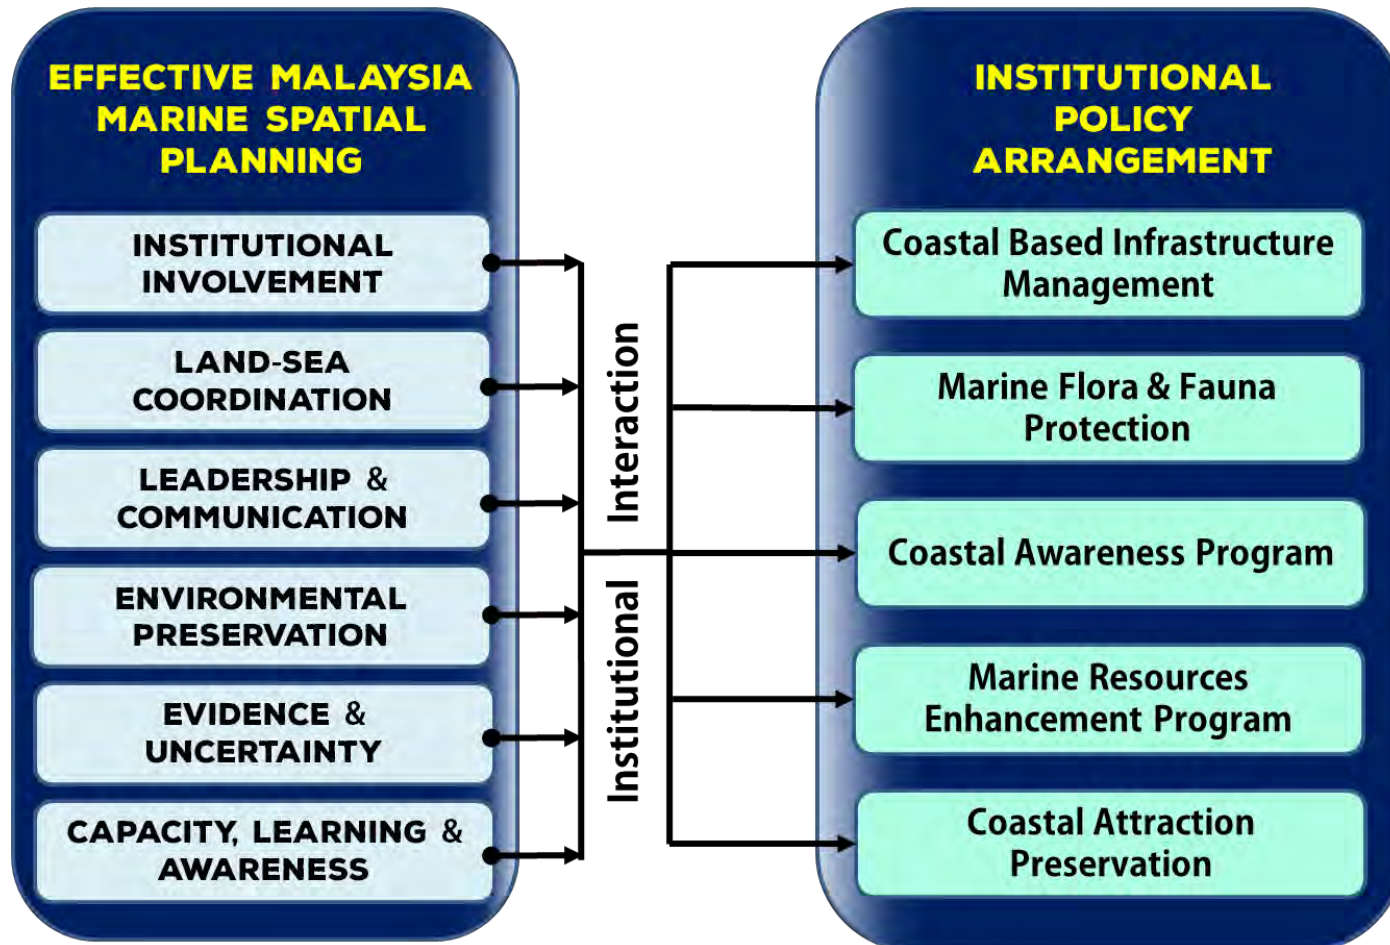 EFFECTIVE MALAYSIA
MARINE SPATIAL
PLANNING
INSTITUTIONAL
INVOLVEMENT
LAND-SEA
COORDINATION
LEADERSHIP &
COMMUNICATION
ENVIRONMENTAL
PRESERVATION
EVIDENCE &
UNCERTAINTY
CAPACITY, LEARNING &
AWARENESS
Institutional Interaction
INSTITUTIONAL
POLICY
ARRANGEMENT
Coastal Based Infrastructure
Management
Marine Flora & Fauna
Protection
Coastal Awareness Program
Marine Resources
Enhancement Program
Coastal Attraction
Preservation